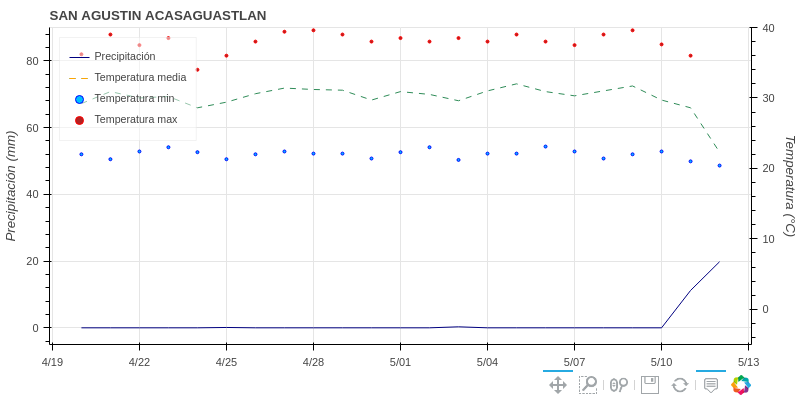 SAN AGUSTIN ACASAGUASTLAN
Precipitación
Temperatura media
Temperatura min
Temperatura max
Precipitación (mm)
80
60
40
20
0
Temperatura (°C)
40
30
20
10
0
4/19 4/22 4/25 4/28 5/01 5/04 5/07 5/10 5/13